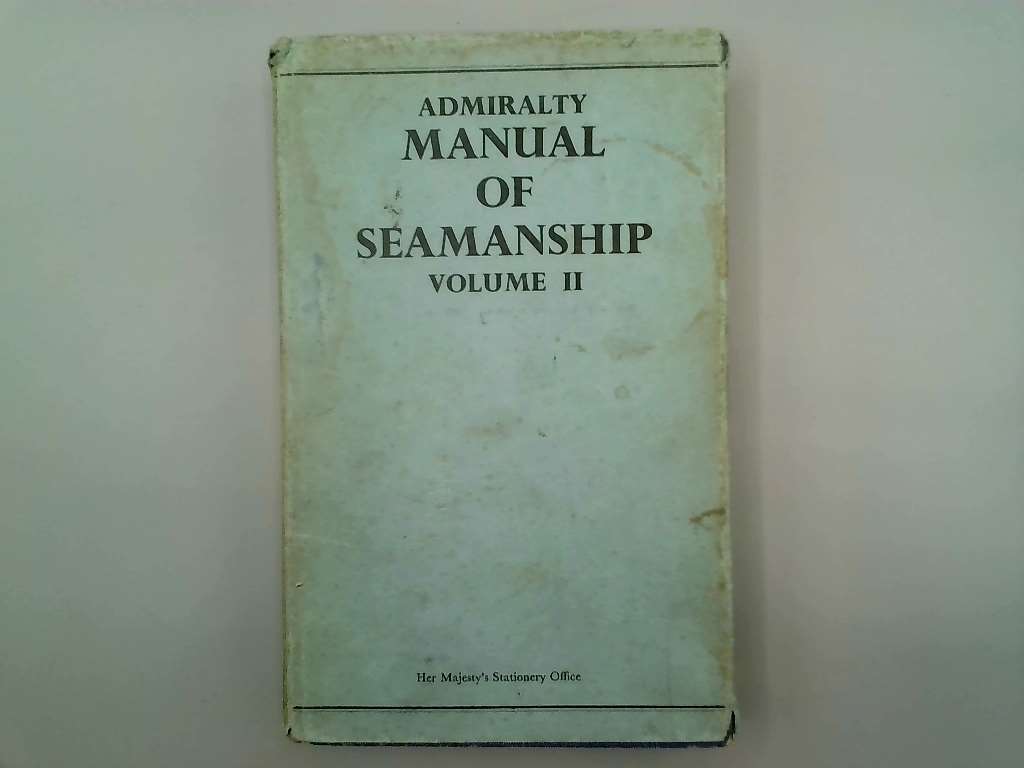 ADMIRALTY
MANUAL
OF
SEAMANSHIP
VOLUME II
Her Majesty's Stationery Office